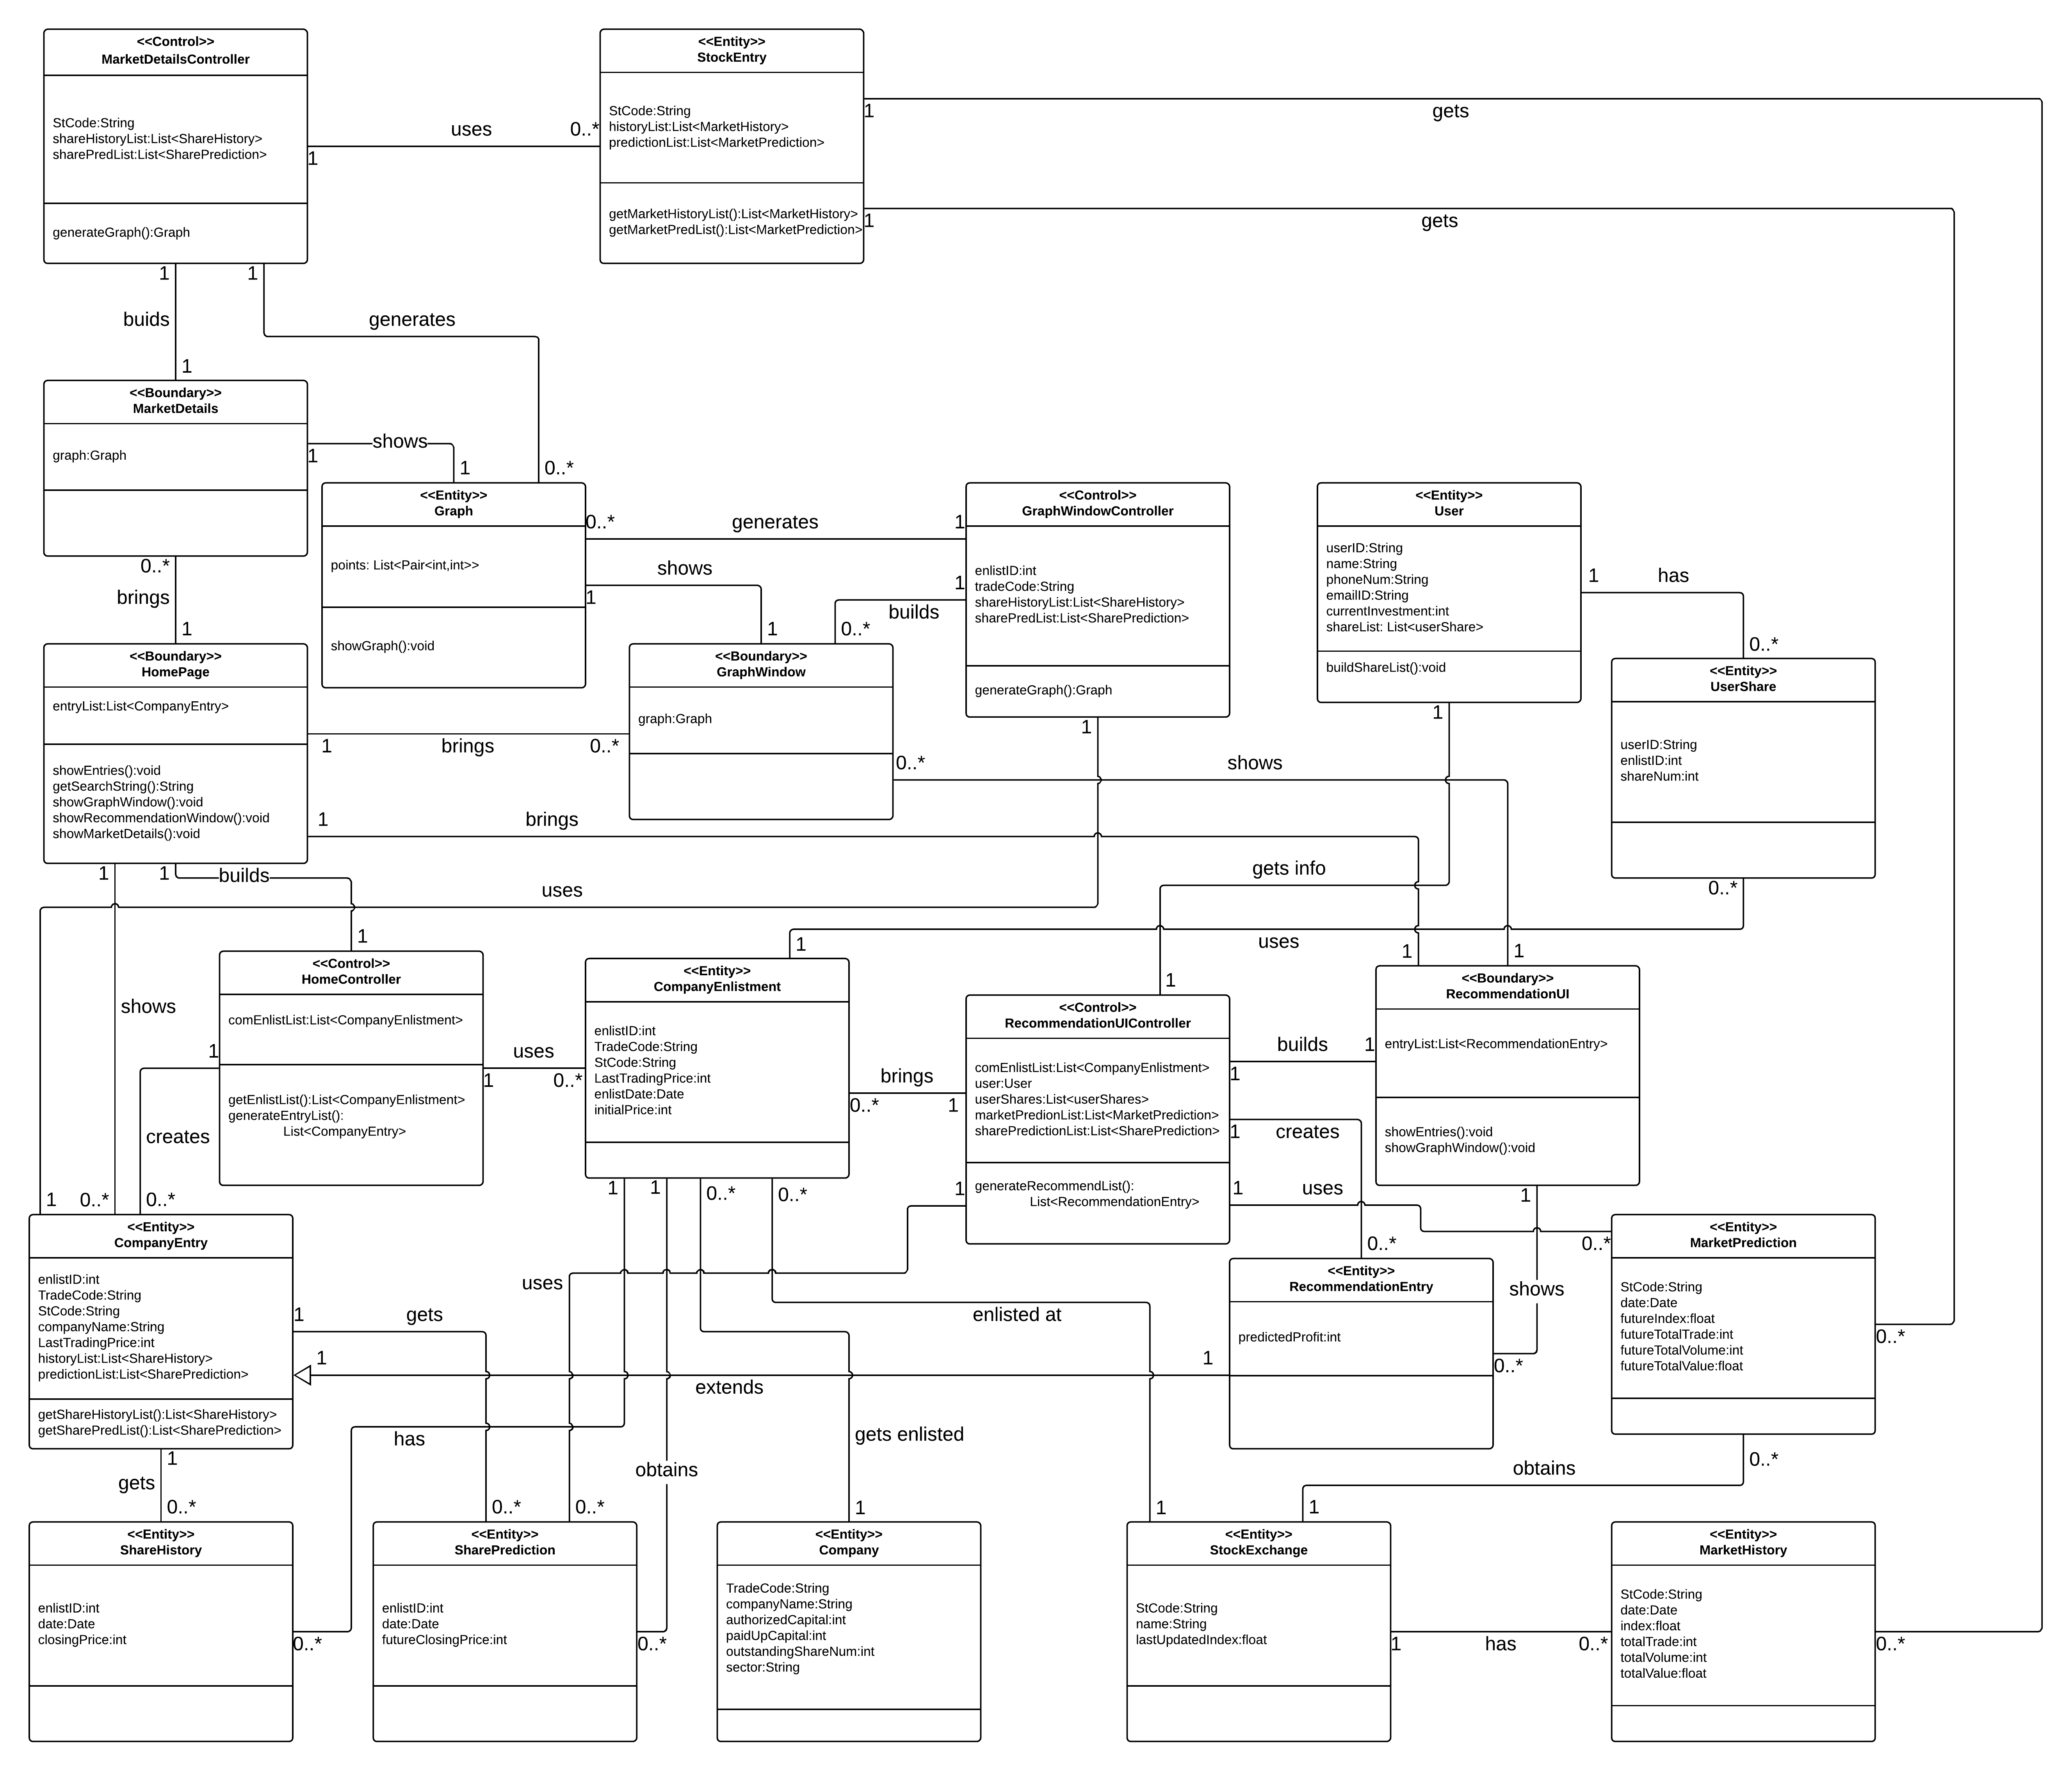 <<Control>>
MarketDetailsController
StCode:String
shareHistoryList:List<ShareHistory>
sharePredList:List<SharePrediction>
generateGraph():Graph
1
uses
0..*
<<Entity>>
StockEntry
StCode:String
historyList:List<MarketHistory>
predictionList:List<MarketPrediction>
getMarketHistoryList():List<MarketHistory>
getMarketPredList():List<MarketPrediction>
1
gets
1
gets
1
buids
1
1
generates
0..*
<<Boundary>>
MarketDetails
graph:Graph
1
shows
1
0..*
brings
1
<<Entity>>
Graph
points: List<Pair<int,int>>
showGraph():void
0..*
generates
1
shows
1
1
<<Control>>
GraphWindowController
enlistID:int
tradeCode:String
shareHistoryList:List<ShareHistory>
sharePredList:List<SharePrediction>
generateGraph():Graph
1
builds
0..*
1
<<Entity>>
User
userID:String
name:String
phoneNum:String
emailID:String
currentInvestment:int
shareList: List<userShare>
buildShareList():void
1
has
0..*
1
<<Entity>>
UserShare
userID:String
enlistID:int
shareNum:int
0..*
<<Boundary>>
HomePage
entryList:List<CompanyEntry>
showEntries():void
getSearchString():String
showGraphWindow():void
showRecommendationWindow():void
showMarketDetails():void
1
brings
0..*
<<Boundary>>
GraphWindow
graph:Graph
0..*
shows
1
1
brings
1
1
1
builds
1
uses
gets info
1
uses
1
shows
0..*
1
<<Control>>
HomeController
comEnlistList:List<CompanyEnlistment>
getEnlistList():List<CompanyEnlistment>
generateEntryList():
List<CompanyEntry>
1
creates
0..*
1
uses
0..*
<<Entity>>
CompanyEnlistment
enlistID:int
TradeCode:String
StCode:String
LastTradingPrice:int
enlistDate:Date
initialPrice:int
0..*
brings
1
<<Control>>
RecommendationUIController
comEnlistList:List<CompanyEnlistment>
user:User
userShares:List<userShares>
marketPredionList:List<MarketPrediction>
sharePredictionList:List<SharePrediction>
generateRecommendList():
List<RecommendationEntry>
1
builds
1
1
creates
0..*
1
uses
0..*
<<Boundary>>
RecommendationUI
entryList:List<RecommendationEntry>
showEntries():void
showGraphWindow():void
1
shows
0..*
1
1
0..*
0..*
1
uses
0..*
<<Entity>>
CompanyEntry
enlistID:int
TradeCode:String
StCode:String
companyName:String
LastTradingPrice:int
historyList:List<ShareHistory>
predictionList:List<SharePrediction>
getShareHistoryList():List<ShareHistory>
getSharePredList():List<SharePrediction>
1
gets
0..*
1
extends
1
enlisted at
1
<<Entity>>
RecommendationEntry
predictedProfit:int
<<Entity>>
MarketPrediction
StCode:String
date:Date
futureIndex:float
futureTotalTrade:int
futureTotalVolume:int
futureTotalValue:float
0..*
0..*
obtains
1
1
gets
0..*
has
0..*
obtains
0..*
gets enlisted
1
<<Entity>>
ShareHistory
enlistID:int
date:Date
closingPrice:int
<<Entity>>
SharePrediction
enlistID:int
date:Date
futureClosingPrice:int
<<Entity>>
Company
TradeCode:String
companyName:String
authorizedCapital:int
paidUpCapital:int
outstandingShareNum:int
sector:String
<<Entity>>
StockExchange
StCode:String
name:String
lastUpdatedIndex:float
1
has
0..*
<<Entity>>
MarketHistory
StCode:String
date:Date
index:float
totalTrade:int
totalVolume:int
totalValue:float
0..*